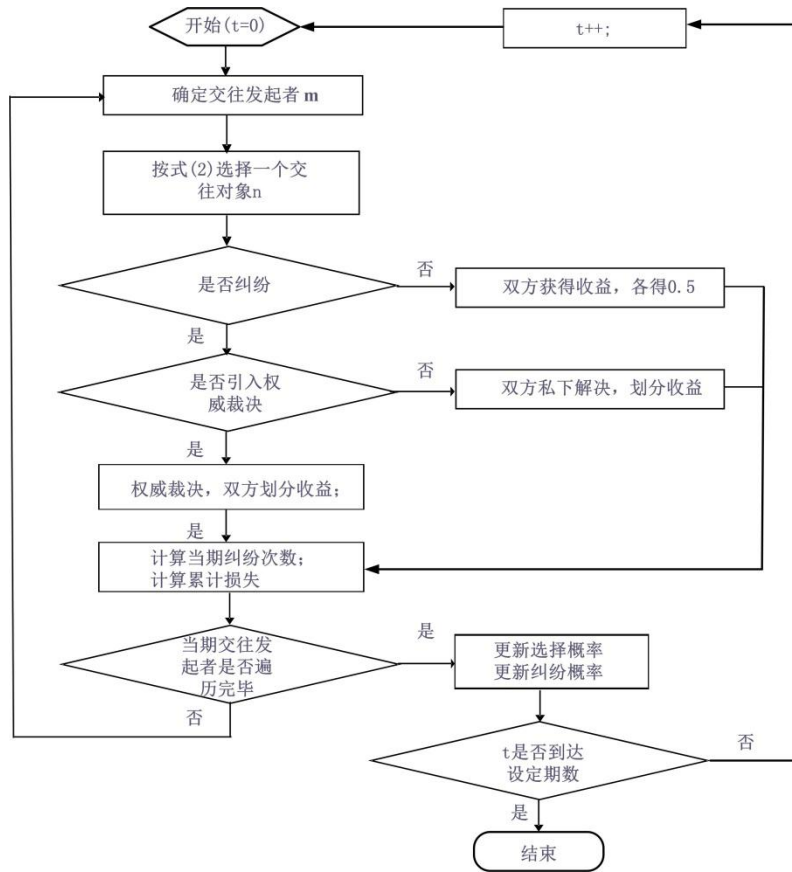 开始(t=0)
t++;
确定交往发起者 m
按式(2)选择一个交
往对象n
是否纠纷
否
双方获得收益，各得0.5
是
是否引入权
威裁决
否
双方私下解决，划分收益
是
权威裁决，双方划分收益；
是
计算当期纠纷次数；
计算累计损失
当期交往发
起者是否遍
历完毕
是
更新选择概率
更新纠纷概率
否
t是否到达
设定期数
否
是
结束